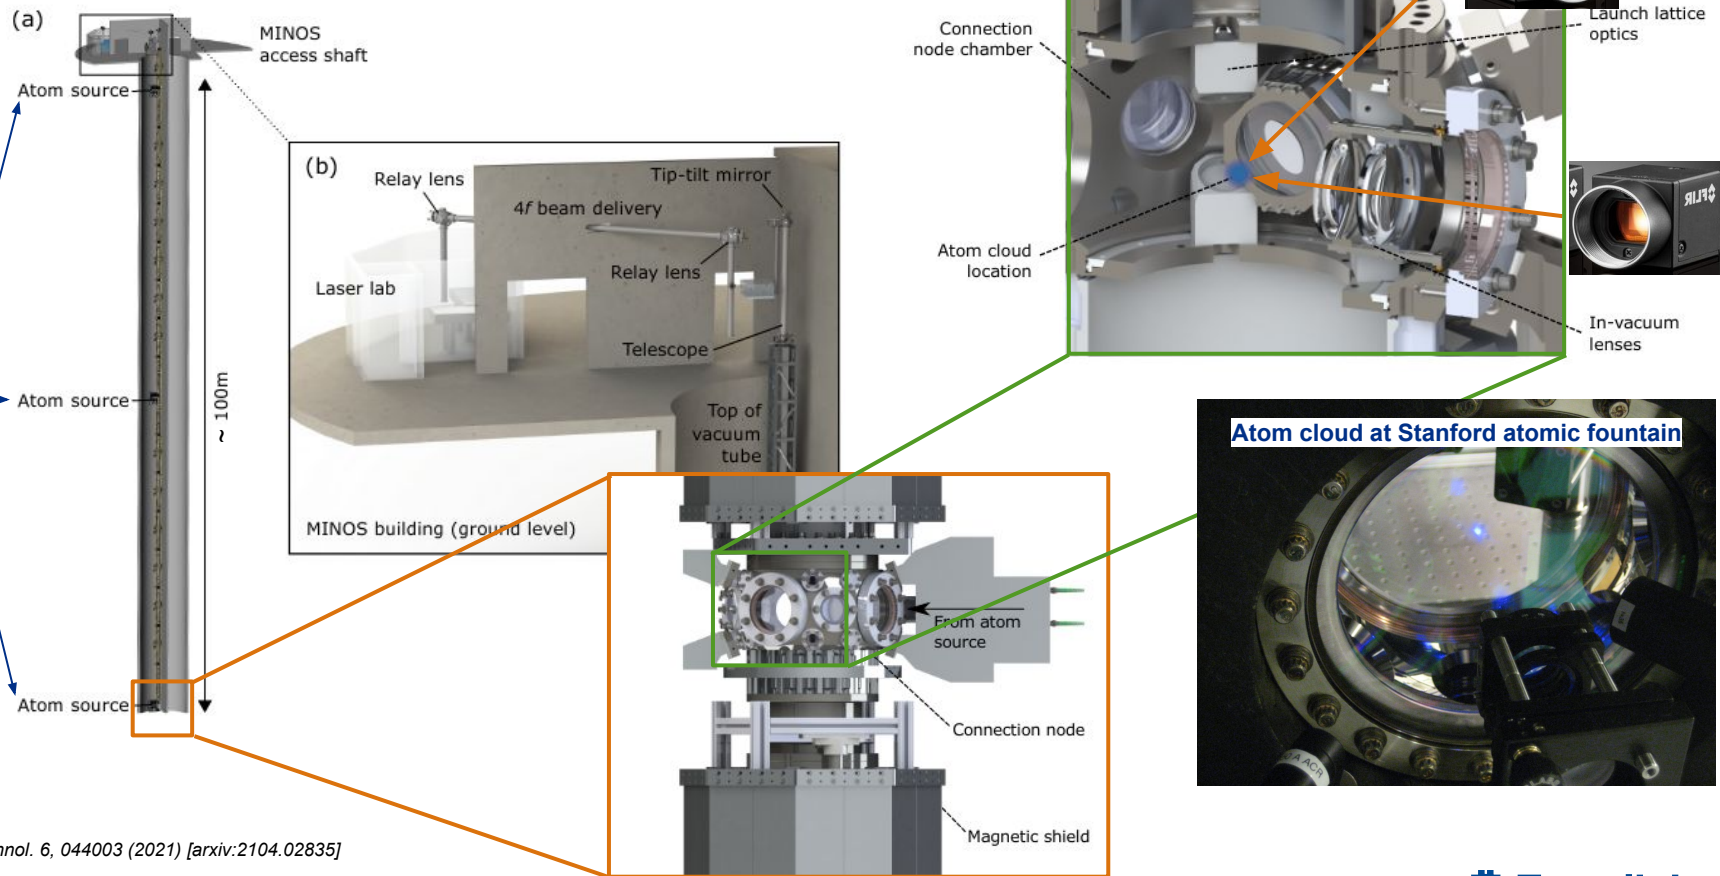 (a)
MINOS
access shaft
Atom source
Atom source
Atom source
~ 100m
(b)
Relay lens
Tip-tilt mirror
4f beam delivery
Relay lens
Laser lab
Telescope
Top of
vacuum
tube
MINOS building (ground level)
From atom
source
Connection node
Magnetic shield
Connection
node chamber
Launch lattice
optics
Atom cloud
location
In-vacuum
lenses
FLIR
Atom cloud at Stanford atomic fountain
nol. 6, 044003 (2021) [arxiv:2104.02835]